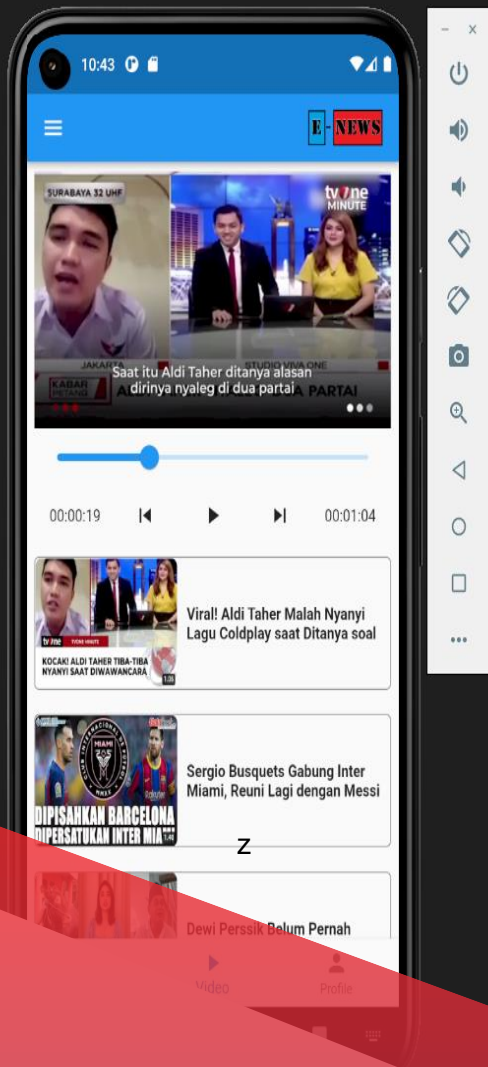 10:43
E - NEWS
SURABAYA 32 UHF
tvOne
MINUTE
JAKARTA
STUDIO VIVA ONE
KABAR
PETANG
PARTAI
Saat itu Aldi Taher ditanya alasan
dirinya nyaleg di dua partai
00:00:19
00:01:04
tvOne
TVONE MINUTE
KOCAK! ALDI TAHER TIBA-TIBA
NYANYI SAAT DIWAWANCARA
Viral! Aldi Taher Malah Nyanyi
Lagu Coldplay saat Ditanya soal
MIAMI
Rakuten
DIPISAHKAN BARCELONA
DIPERSATUKAN INTER MIA
Sergio Busquets Gabung Inter
Miami, Reuni Lagi dengan Messi
z
Dewi Perssik Belum Pernah
Video
Profile